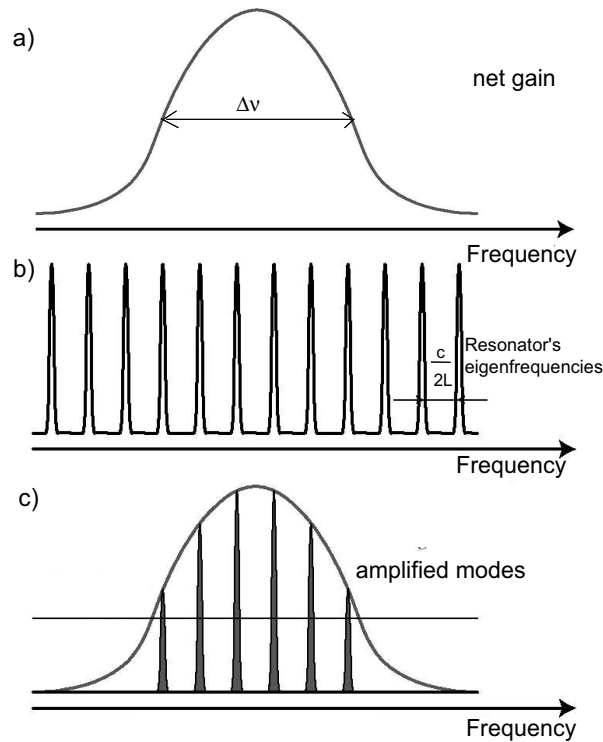 a)
net gain
Δν
Frequency
b)
Resonator's
eigenfrequencies
c
2L
Frequency
c)
amplified modes
Frequency